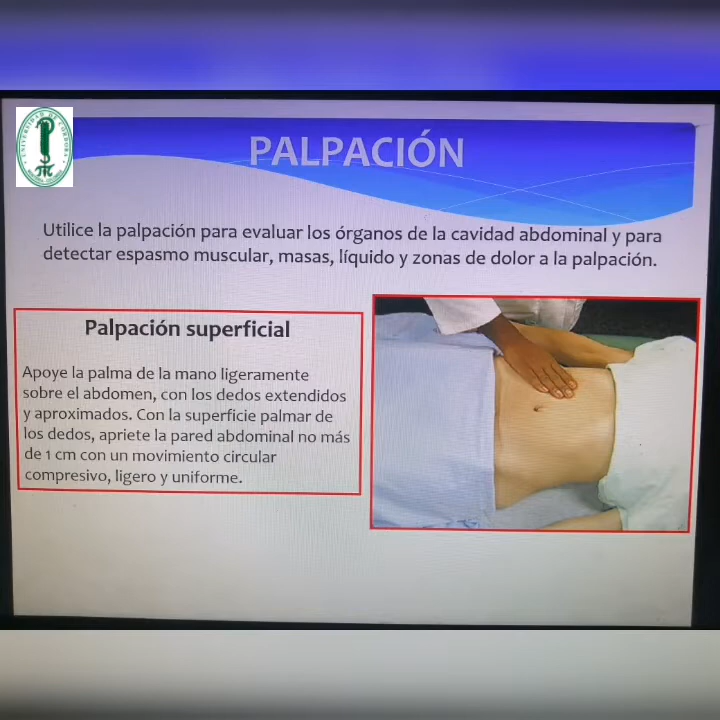 UNIVERSIDAD DE CÓRDOBA
PALPACIÓN
Utilice la palpación para evaluar los órganos de la cavidad abdominal y para
detectar espasmo muscular, masas, líquido y zonas de dolor a la palpación.
Palpación superficial
Apoye la palma de la mano ligeramente
sobre el abdomen, con los dedos extendidos
y aproximados. Con la superficie palmar de
los dedos, apriete la pared abdominal no más
de 1 cm con un movimiento circular
compresivo, ligero y uniforme.